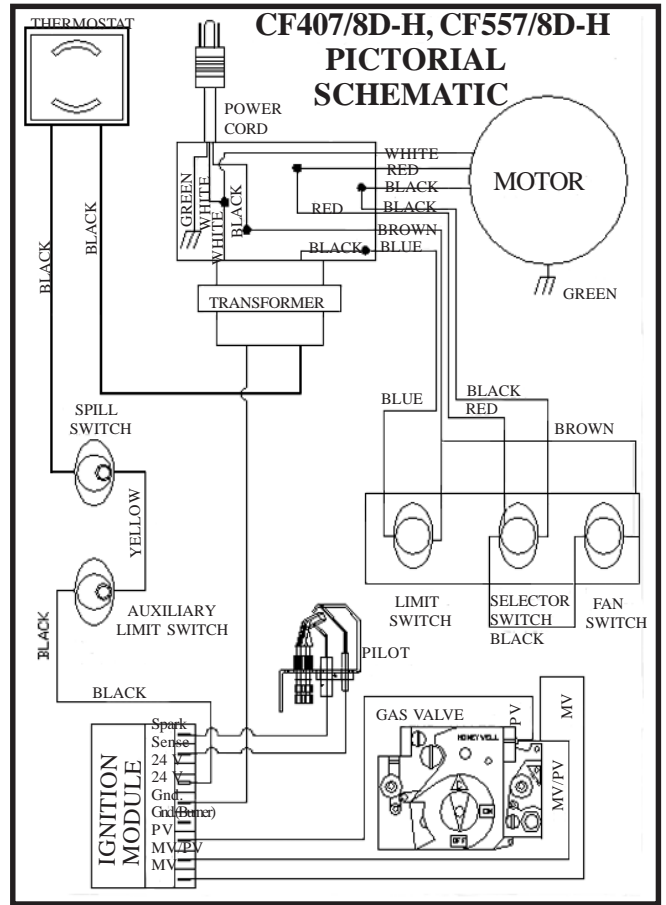 CF407/8D-H, CF557/8D-H
PICTORIAL
SCHEMATIC
THERMOSTAT
POWER
CORD
GREEN
WHITE
WHITE
BLACK
WHITE
RED
BLACK
RED
BLACK
BROWN
BLACK
BLUE
MOTOR
GREEN
TRANSFORMER
BLACK
BLACK
SPILL
SWITCH
YELLOW
AUXILIARY
LIMIT SWITCH
BLACK
BLACK
BLUE
BLACK
RED
BROWN
LIMIT
SWITCH
SELECTOR
SWITCH
BLACK
FAN
SWITCH
PILOT
GAS VALVE
HONEYWELL
ON
OFF
PV
MV
MV/PV
IGNITION
MODULE
Spark
Sense
24 V
24 V
Gnd.
Gnd(Burner)
PV
MV/PV
MV